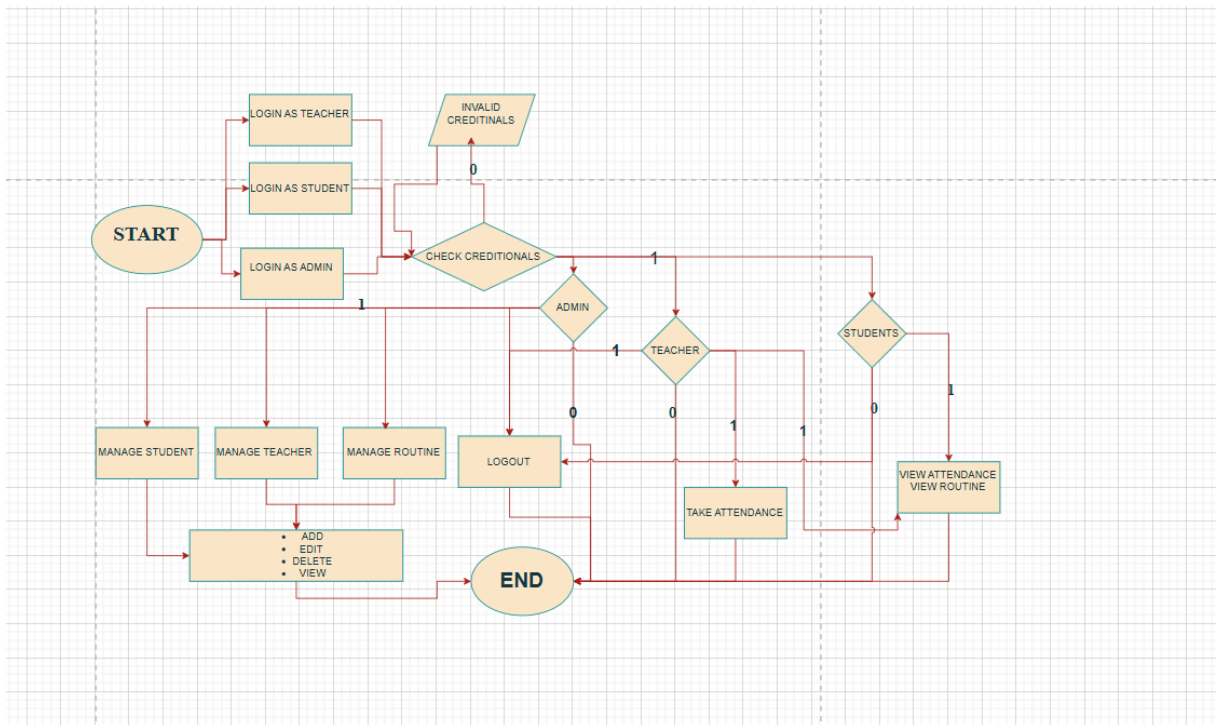 LOGIN AS TEACHER
INVALID
CREDITINALS
0
LOGIN AS STUDENT
START
CHECK CREDITIONALS
1
LOGIN AS ADMIN
1
ADMIN
STUDENTS
1
TEACHER
1
0
0
0
1
1
MANAGE STUDENT
MANAGE TEACHER
MANAGE ROUTINE
LOGOUT
VIEW ATTENDANCE
VIEW ROUTINE
TAKE ATTENDANCE
• ADD
• EDIT
• DELETE
• VIEW
END